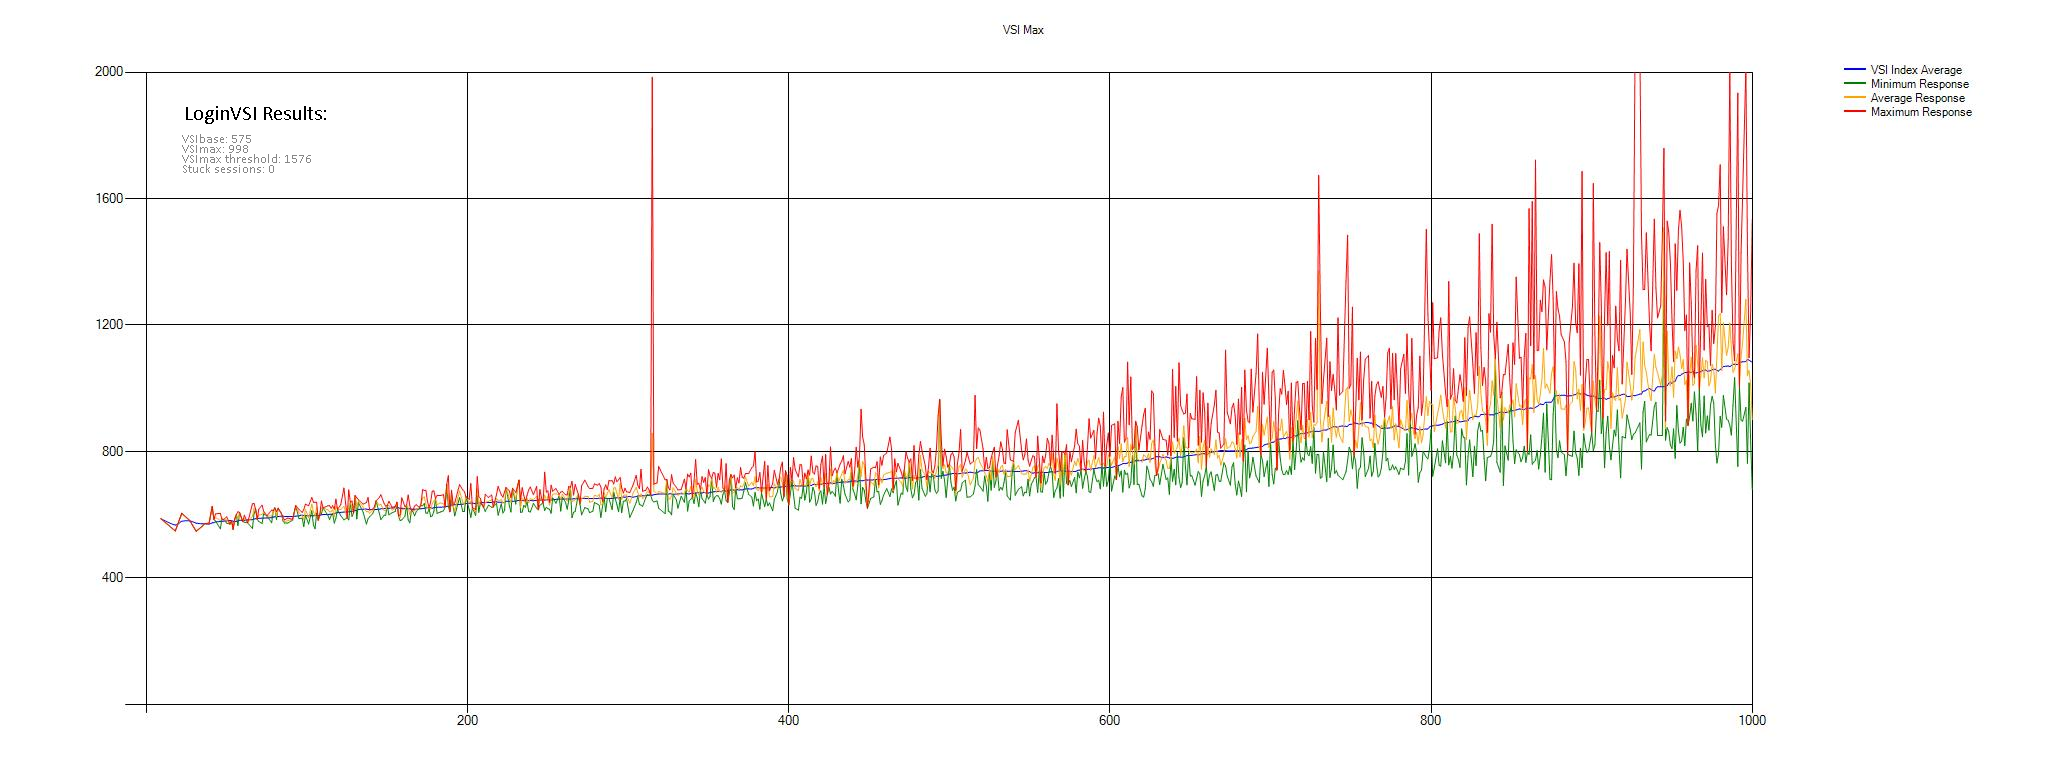 VSI Max
VSI Index Average
Minimum Response
Average Response
Maximum Response
2000
1600
1200
800
400
LoginVSI Results:
VSIbase: 575
VSImax: 998
VSImax threshold: 1576
Stuck sessions: 0
200
400
600
800
1000